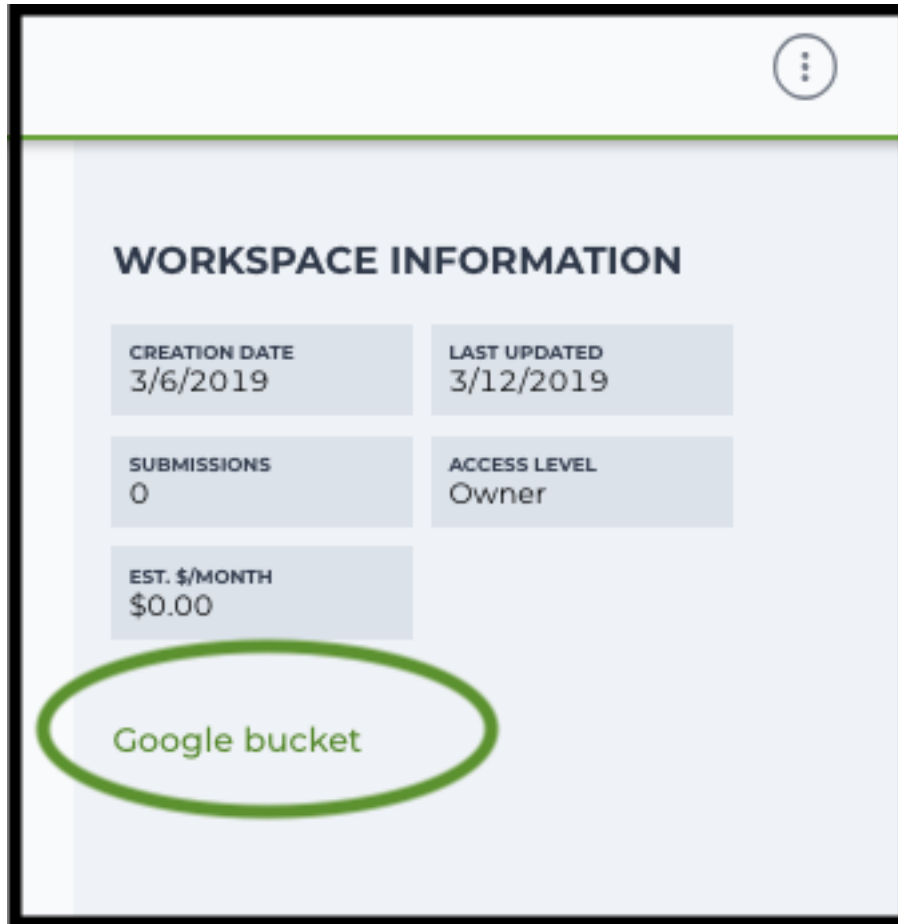 WORKSPACE INFORMATION
CREATION DATE
3/6/2019
LAST UPDATED
3/12/2019
SUBMISSIONS
0
ACCESS LEVEL
Owner
EST. $/MONTH
$0.00
Google bucket